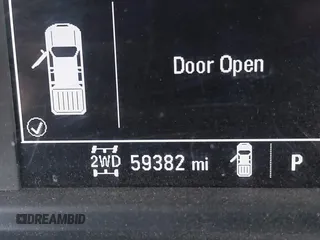 Door Open
2WD 59382 mi P
DREAMBID